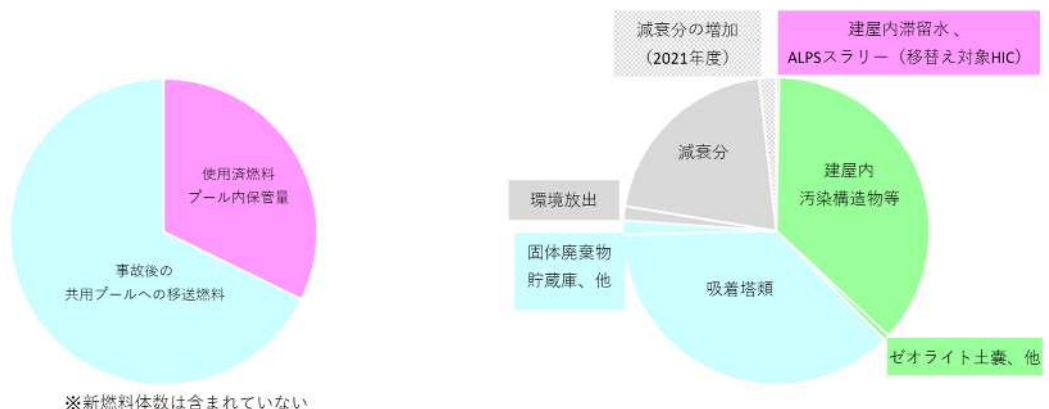 使用済燃料
プール内保管量
事故後の
共用プールへの移送燃料
※新燃料体数は含まれていない
減衰分の増加
（2021年度）
建屋内滞留水、
ALPSスラリー（移替え対象HIC）
減衰分
建屋内
汚染構造物等
環境放出
固体廃棄物
貯蔵庫、他
吸着塔類
ゼオライト土嚢、他